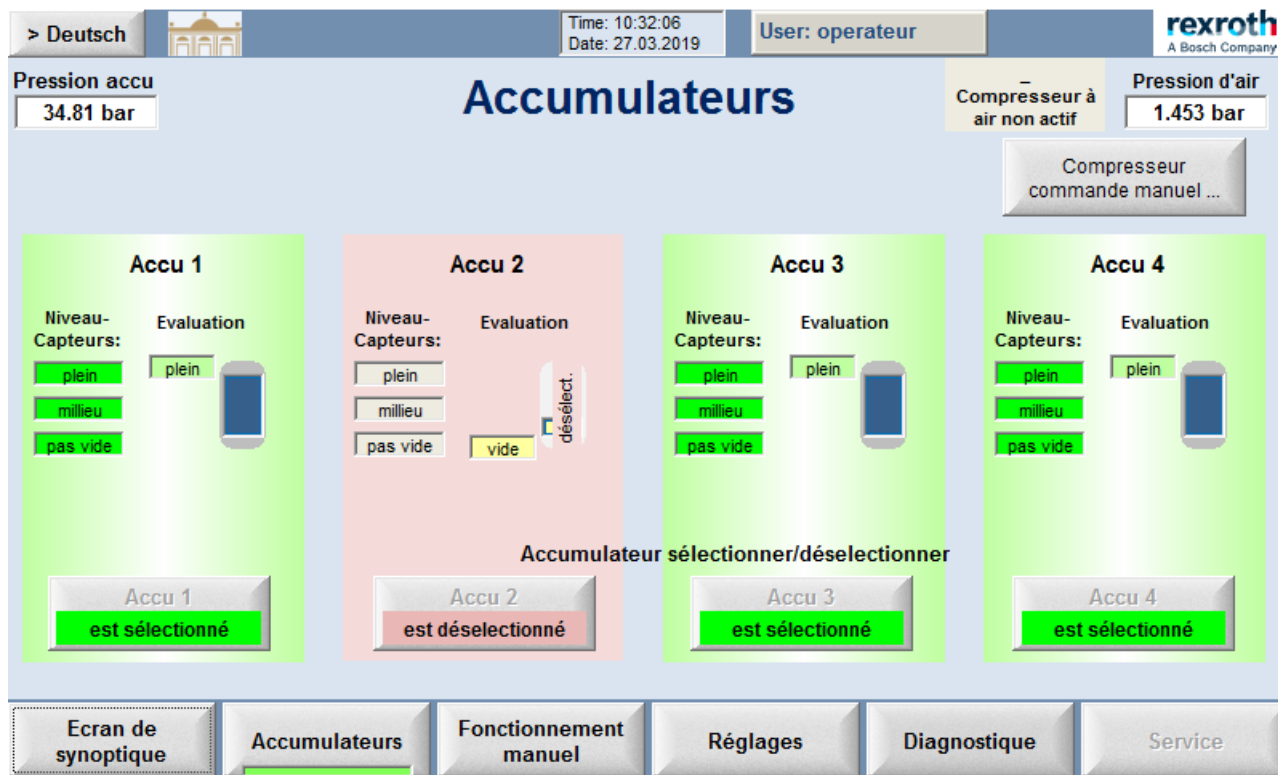 > Deutsch
Time: 10:32:06
Date: 27.03.2019
User: operateur
rexroth
A Bosch Company
Pression accu
34.81 bar
Accumulateurs
–
Compresseur à
air non actif
Pression d'air
1.453 bar
Compresseur
commande manuel ...
Accu 1
Niveau-
Capteurs:
Evaluation
plein
plein
millieu
pas vide
Accu 2
Niveau-
Capteurs:
Evaluation
plein
millieu
pas vide
vide
désélect.
Accu 3
Niveau-
Capteurs:
Evaluation
plein
plein
millieu
pas vide
Accu 4
Niveau-
Capteurs:
Evaluation
plein
plein
millieu
pas vide
Accumulateur sélectionner/déselectionner
Accu 1
est sélectionné
Accu 2
est déselectionné
Accu 3
est sélectionné
Accu 4
est sélectionné
Ecran de
synoptique
Accumulateurs
Fonctionnement
manuel
Réglages
Diagnostique
Service